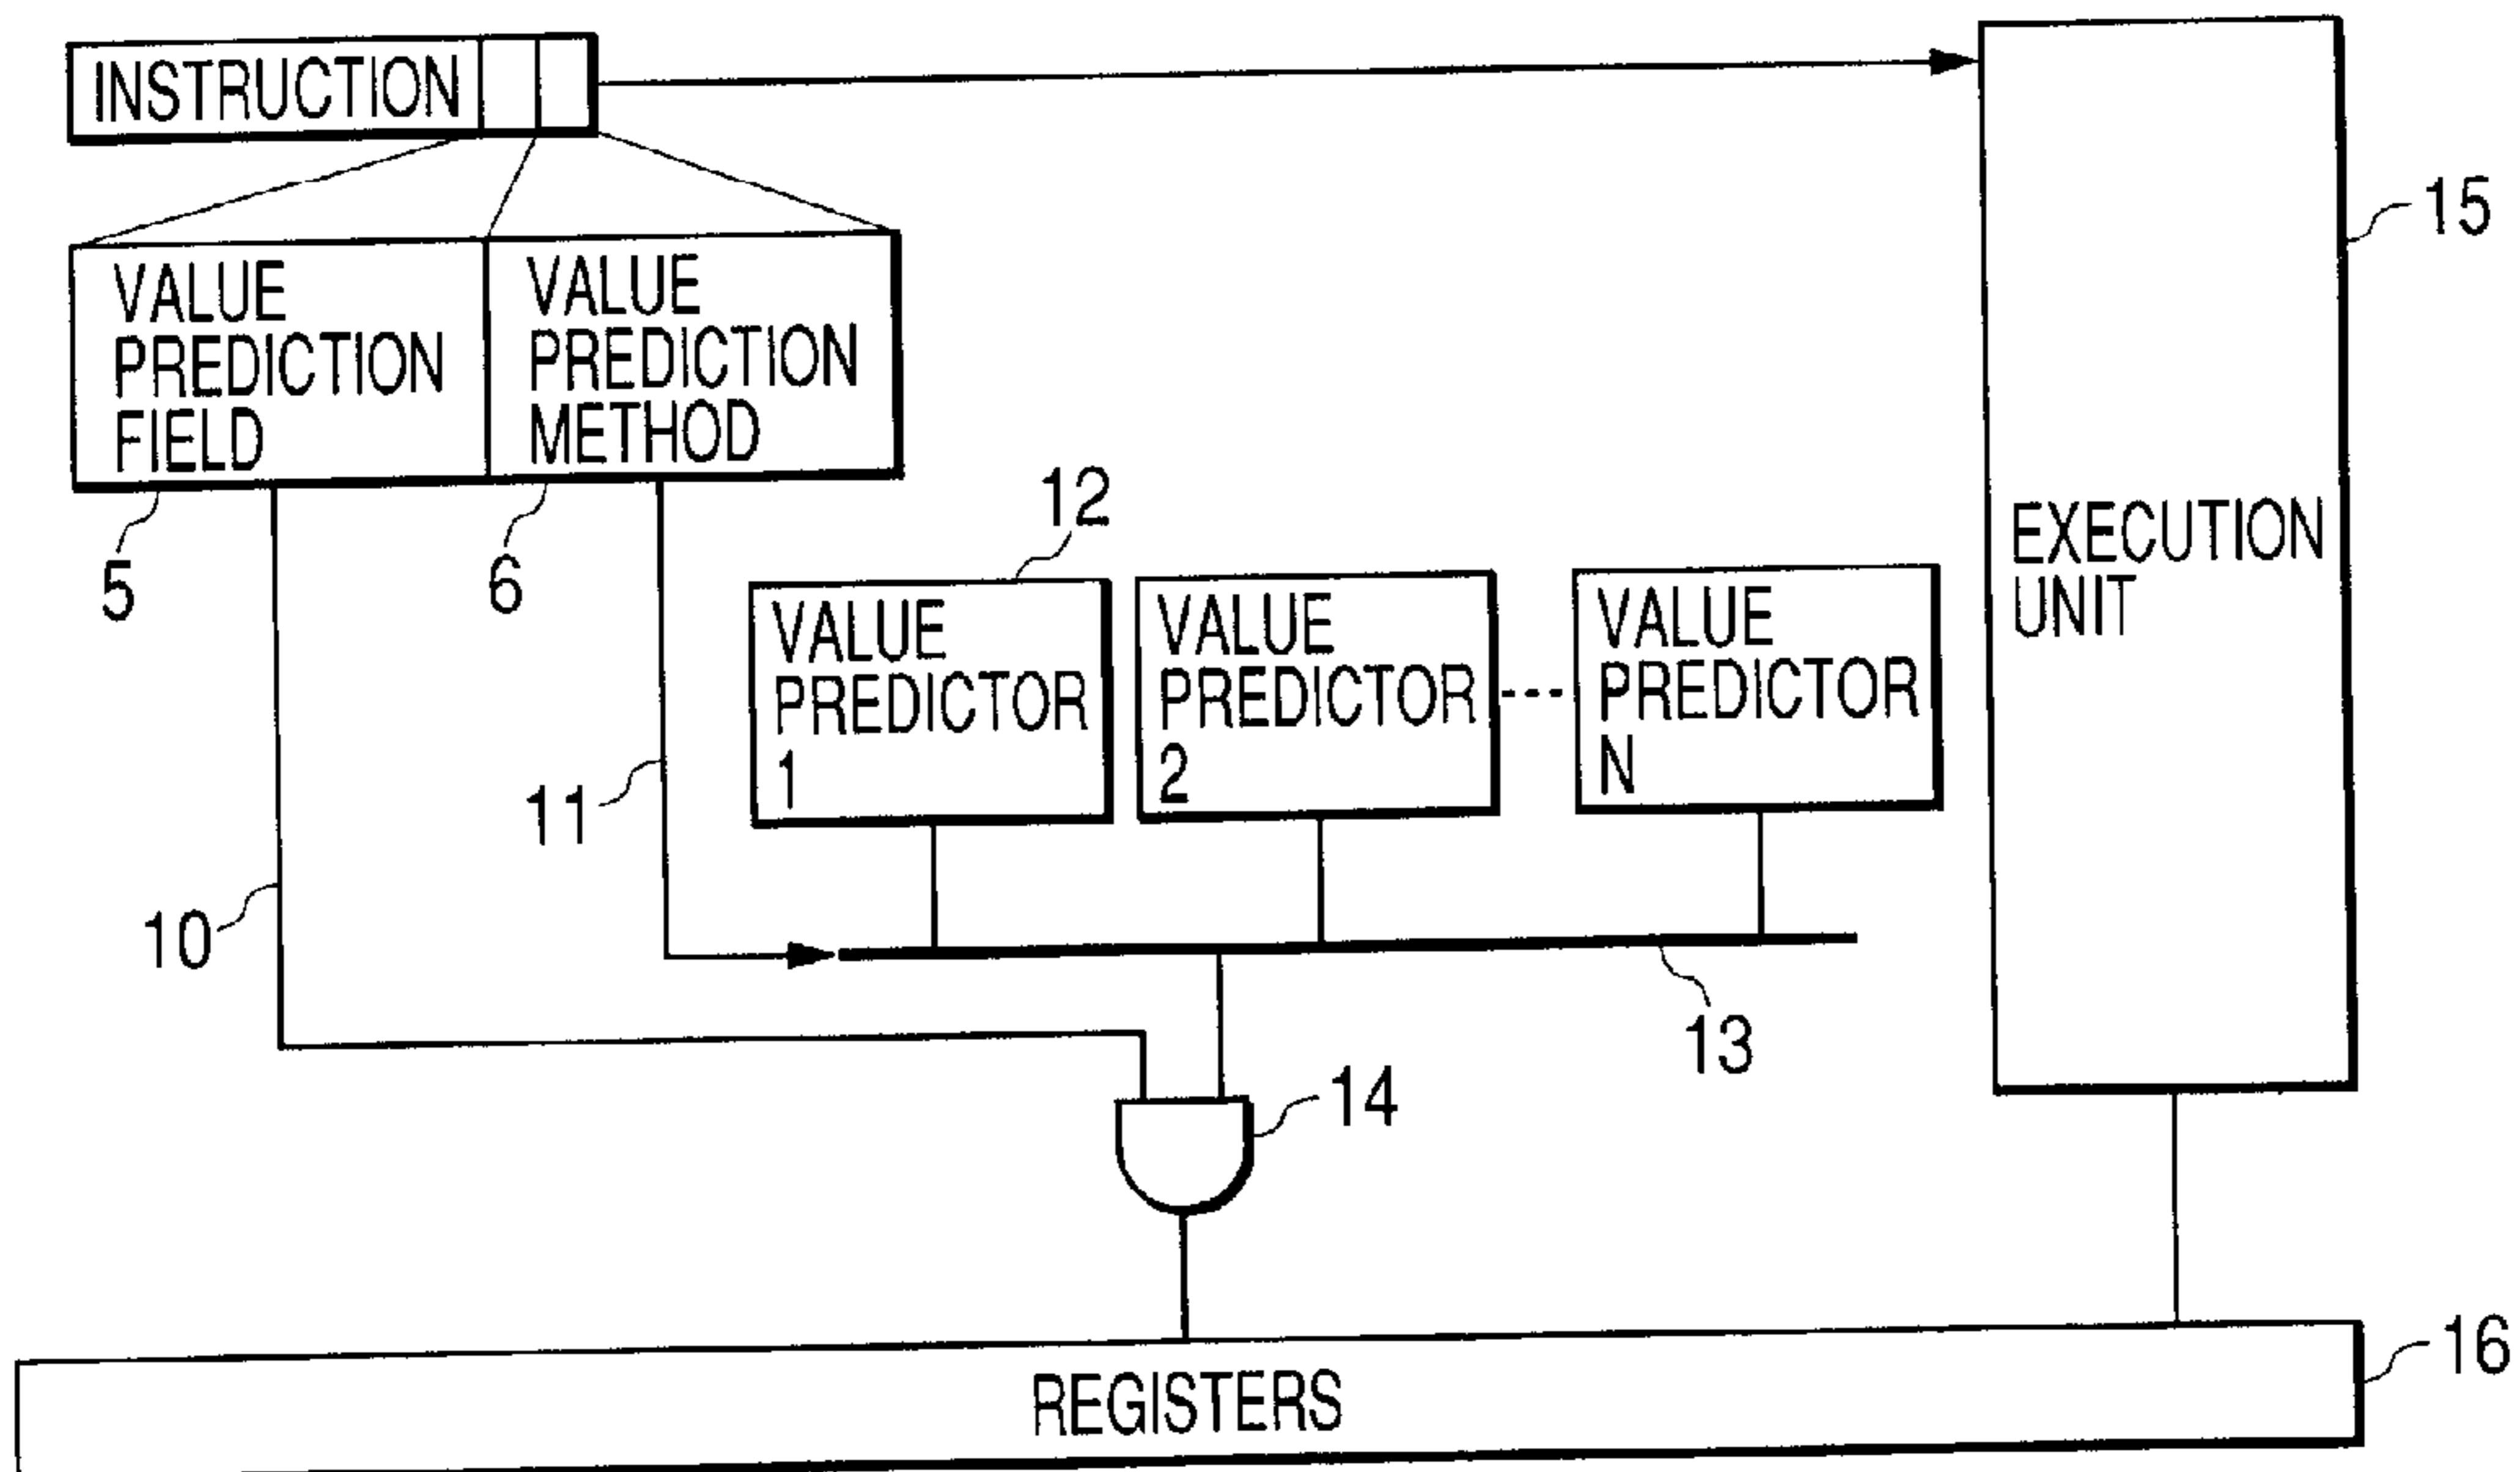 INSTRUCTION
VALUE
PREDICTION
FIELD
VALUE
PREDICTION
METHOD
5
6
10
11
12
VALUE
PREDICTOR
1
VALUE
PREDICTOR
2
VALUE
PREDICTOR
N
13
14
EXECUTION
UNIT
15
REGISTERS
16